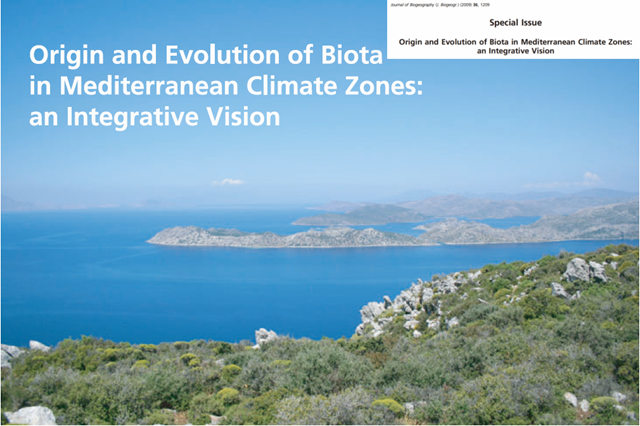 Journal of Biogeography (J. Biogeogr.) (2009) 36, 1209
Special Issue
Origin and Evolution of Biota in Mediterranean Climate Zones:
an Integrative Vision
Origin and Evolution of Biota
in Mediterranean Climate Zones:
an Integrative Vision